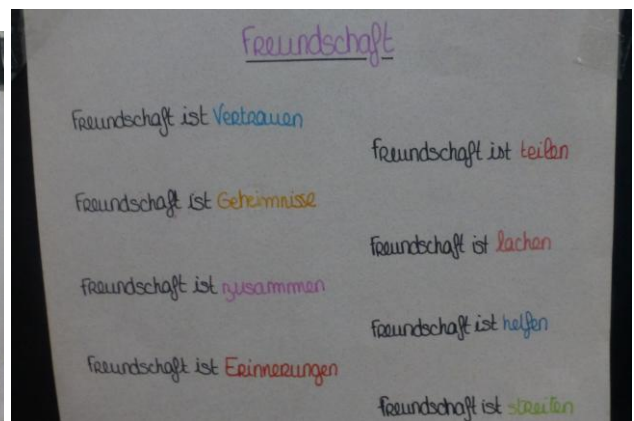 Freundschaft
Freundschaft ist Vertrauen
freundschaft ist teilen
Freundschaft ist Geheimnisse
Freundschaft ist lachen
Freundschaft ist zusammen
Freundschaft ist helfen
Freundschaft ist Erinnerungen
freundschaft ist streiten